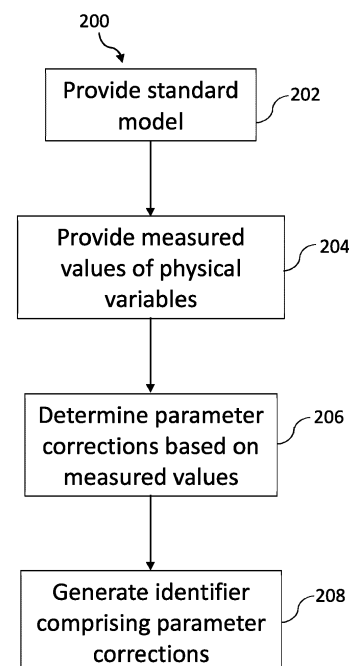 200
Provide standard
model
202
Provide measured
values of physical
variables
204
Determine parameter
corrections based on
measured values
206
Generate identifier
comprising parameter
corrections
208